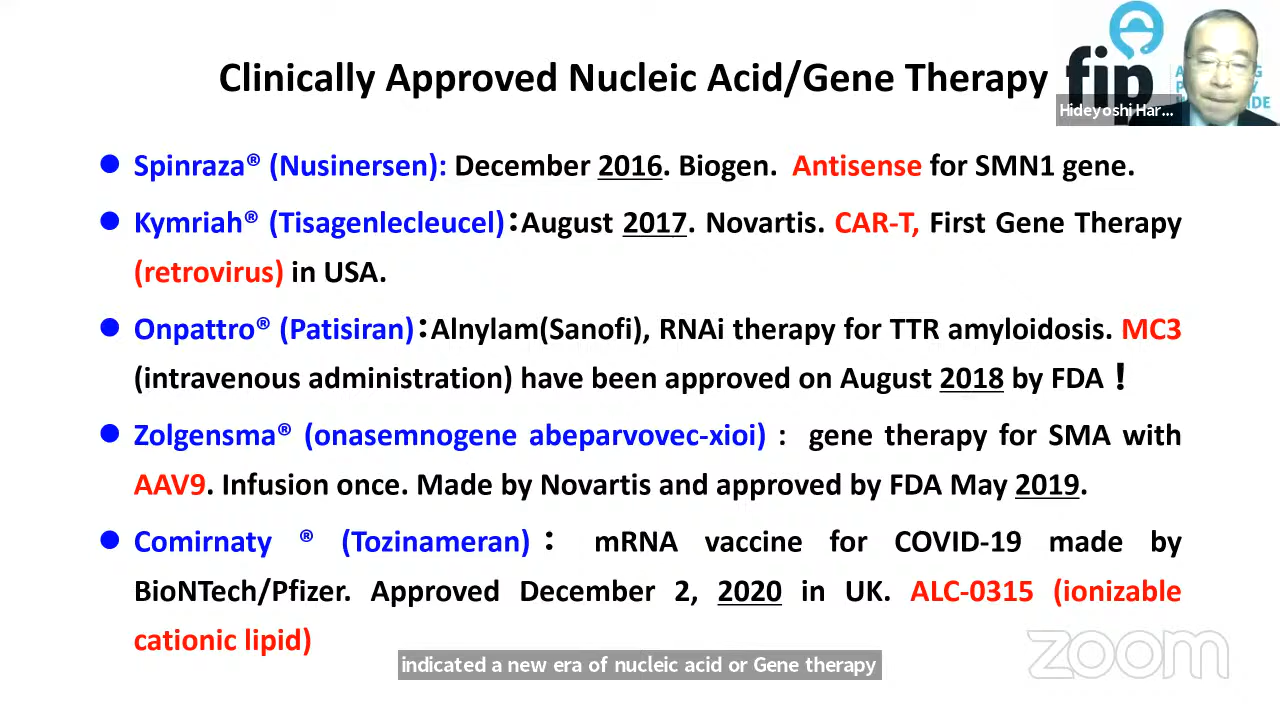 Clinically Approved Nucleic Acid/Gene Therapy
fip
Hideyoshi Har...
● Spinraza® (Nusinersen): December 2016. Biogen. Antisense for SMN1 gene.
● Kymriah® (Tisagenlecleucel)：August 2017. Novartis. CAR-T, First Gene Therapy
(retrovirus) in USA.
● Onpattro® (Patisiran)：Alnylam(Sanofi), RNAi therapy for TTR amyloidosis. MC3
(intravenous administration) have been approved on August 2018 by FDA！
● Zolgensma® (onasemnogene abeparvovec-xioi) : gene therapy for SMA with
AAV9. Infusion once. Made by Novartis and approved by FDA May 2019.
● Comirnaty ® (Tozinameran)： mRNA vaccine for COVID-19 made by
BioNTech/Pfizer. Approved December 2, 2020 in UK. ALC-0315 (ionizable
cationic lipid)
indicated a new era of nucleic acid or Gene therapy
zoom